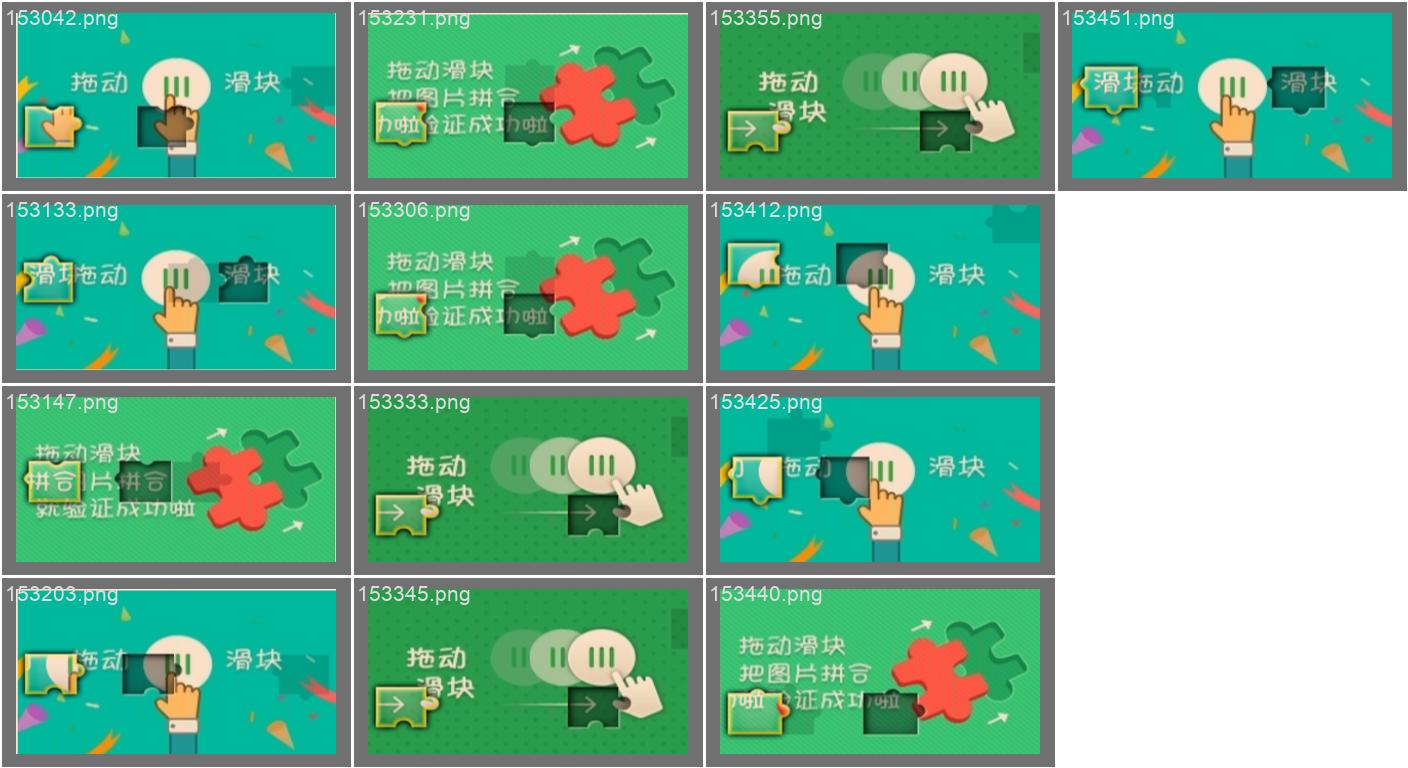 153042.png
拖动 滑块
153133.png
滑 拖动 滑块
153147.png
拖动滑块
拼合 片拼合
就验证成功啦
153203.png
拖动 滑块
153231.png
拖动滑块
把图片拼合
啦 验证成功啦
153306.png
拖动滑块
把图片拼合
啦 验证成功啦
153333.png
拖动
滑块
153345.png
拖动
滑块
153355.png
拖动
滑块
153412.png
拖动 滑块
153425.png
拖动 滑块
153440.png
拖动滑块
把图片拼合
啦 验证成功啦
153451.png
滑 拖动 滑块